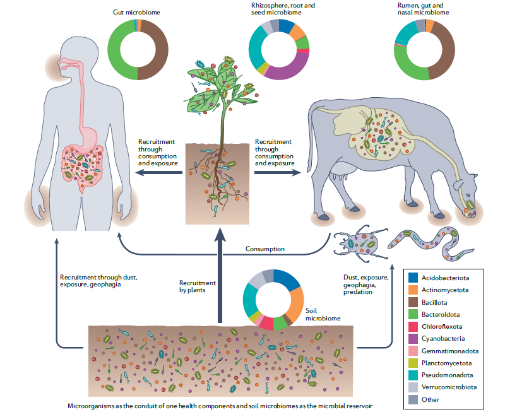 Gut microbiome
Rhizosphere, root and
seed microbiome
Rumen, gut and
nasal microbiome
Recruitment
through
consumption
and exposure
Recruitment
through
consumption
and exposure
Consumption
Recruitment through dust,
exposure, geophagia
Recruitment
by plants
Dust, exposure,
geophagia,
predation
Soil
microbiome
Acidobacteriota
Actinomycetota
Bacillota
Bacteroidota
Chloroflexota
Cyanobacteria
Gemmatimonadota
Planctomycetota
Pseudomonadota
Verrucomicrobiota
Other
Microorganisms as the conduit of one health components and soil microbiomes as the microbial reservoir